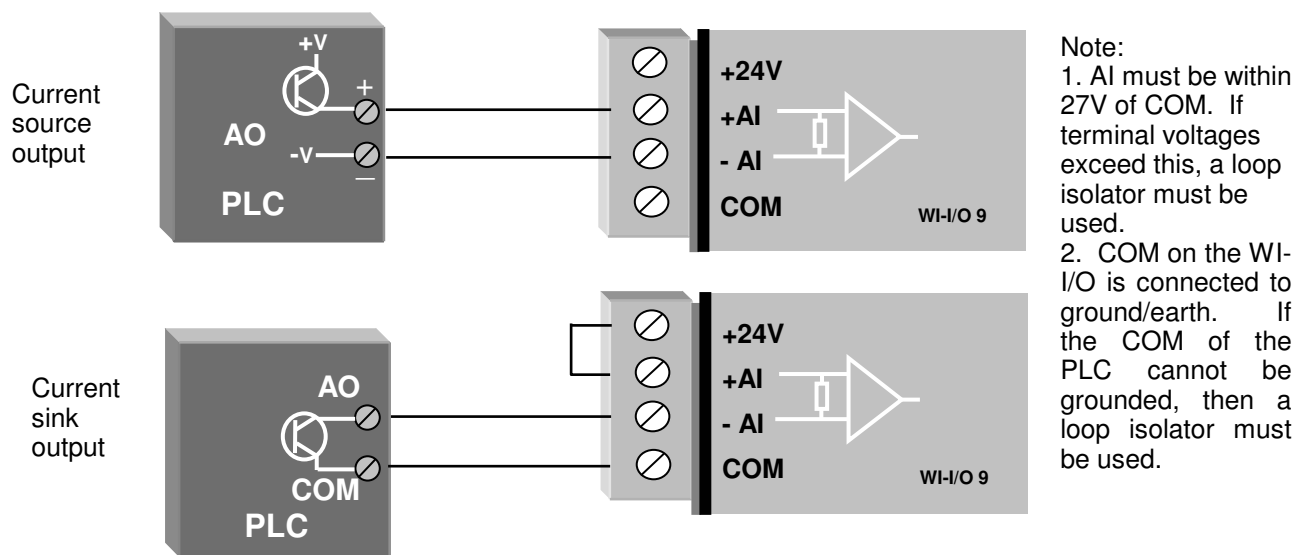 Current
source
output
+V
+
AO
-V
—
PLC
+24V
+AI
- AI
COM
WI-I/O 9
Current
sink
output
AO
COM
PLC
+24V
+AI
- AI
COM
WI-I/O 9
Note:
1. AI must be within
27V of COM.  If
terminal voltages
exceed this, a loop
isolator must be
used.
2.  COM on the WI-
I/O is connected to
ground/earth.  If
the COM of the
PLC cannot be
grounded, then a
loop isolator must
be used.